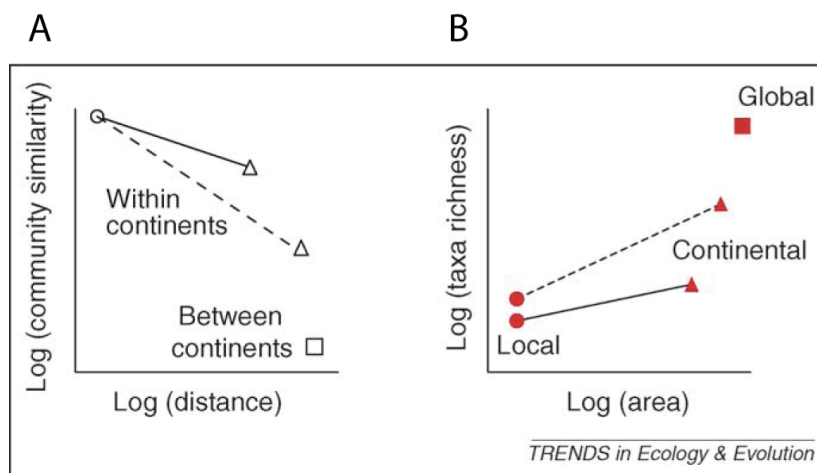 A
B
Log (community similarity)
Within
continents
Between
continents
Log (distance)
Log (taxa richness)
Global
Continental
Local
Log (area)
TRENDS in Ecology & Evolution